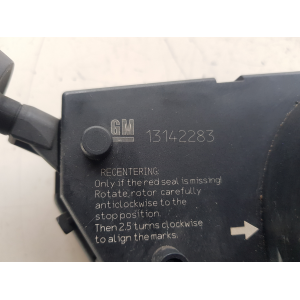 GM 13142283
RECENTERING:
Only if the red seal is missing!
Rotate rotor carefully
anticlockwise to the
stop position.
Then 2.5 turns clockwise
to align the marks.